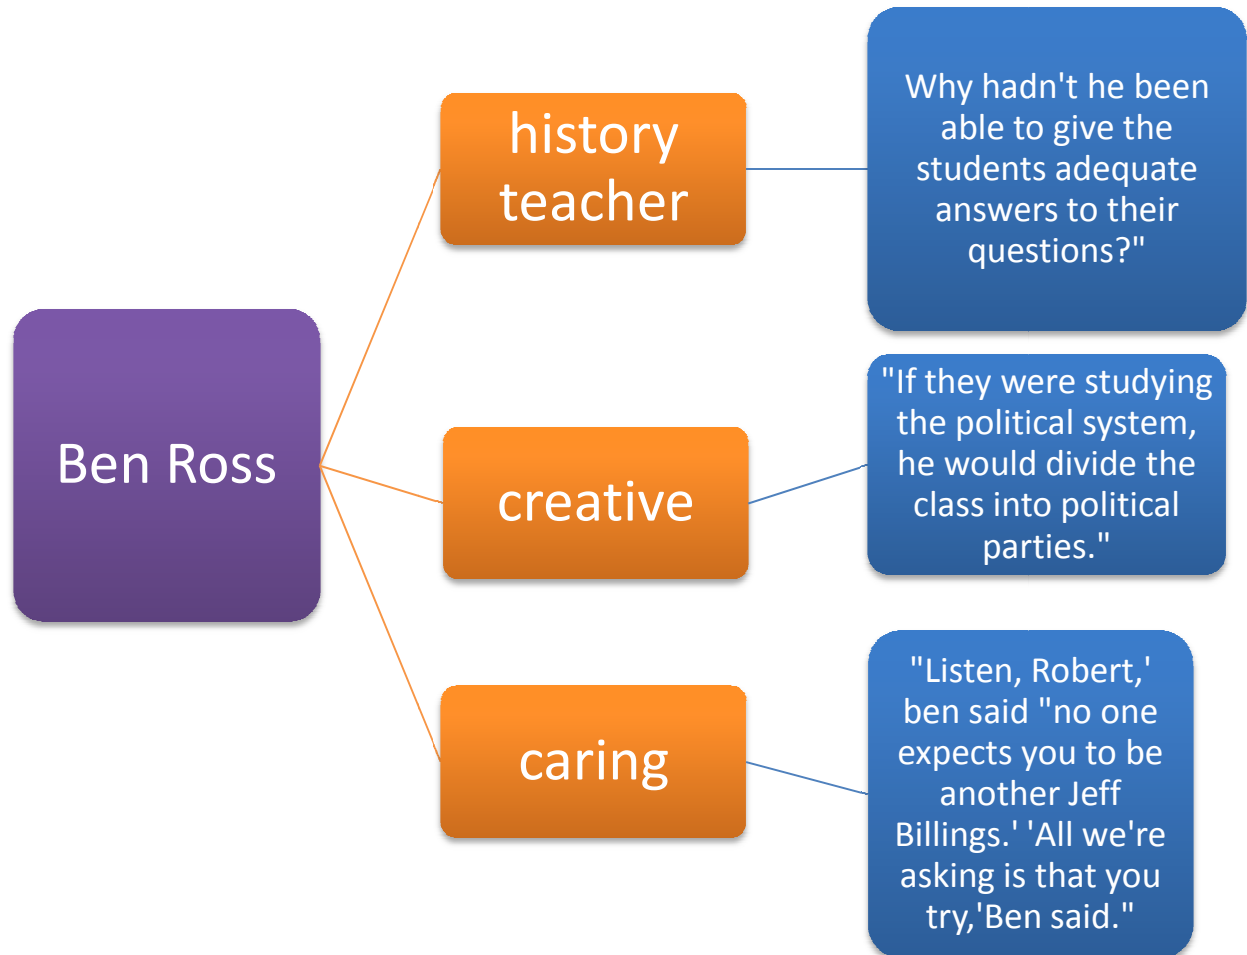 Ben Ross
history
teacher
Why hadn't he been
able to give the
students adequate
answers to their
questions?"
creative
"If they were studying
the political system,
he would divide the
class into political
parties."
caring
"Listen, Robert,'
ben said "no one
expects you to be
another Jeff
Billings.' 'All we're
asking is that you
try,'Ben said."